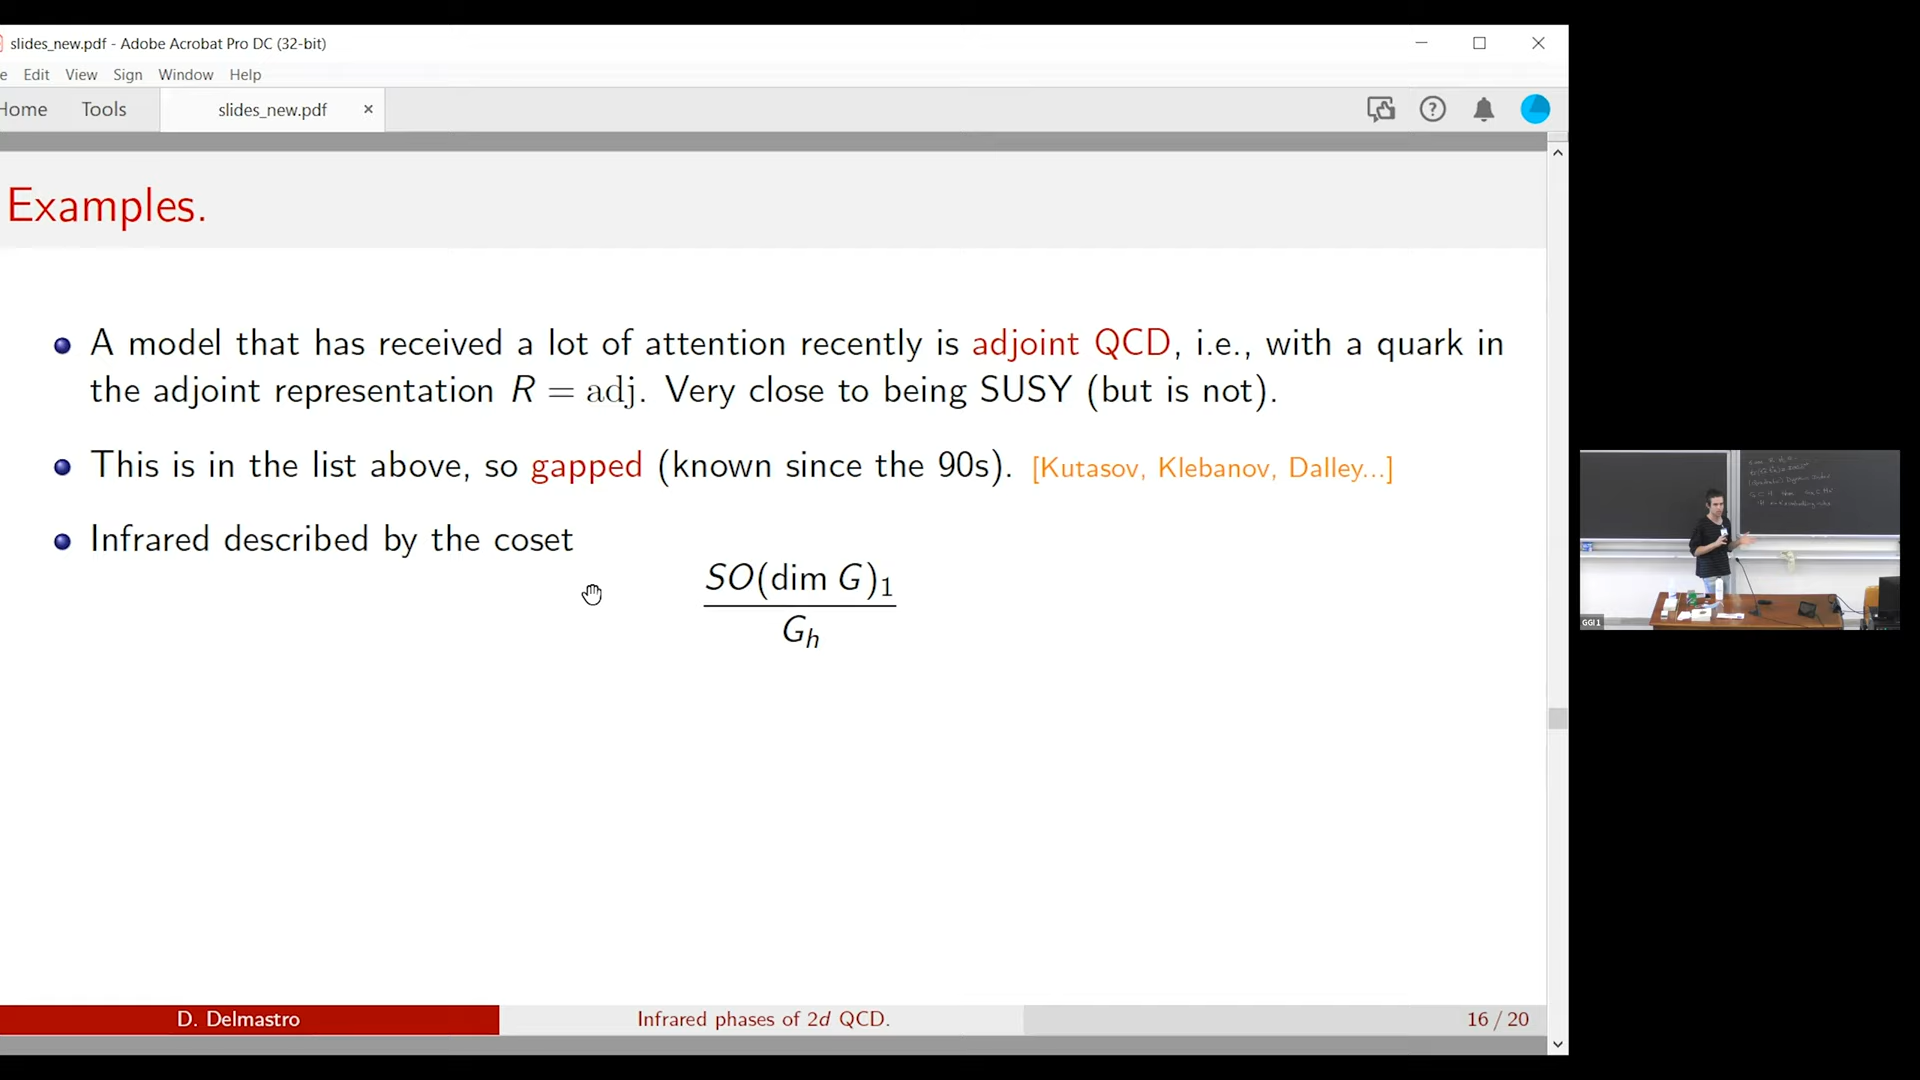 slides_new.pdf - Adobe Acrobat Pro DC (32-bit)
e Edit View Sign Window Help
Home Tools slides_new.pdf ×
Examples.
A model that has received a lot of attention recently is adjoint QCD, i.e., with a quark in
the adjoint representation R = adj. Very close to being SUSY (but is not).
This is in the list above, so gapped (known since the 90s). [Kutasov, Klebanov, Dalley...]
Infrared described by the coset
SO(dim G)₁
Gₕ
D. Delmastro Infrared phases of 2d QCD. 16 / 20
GGI 1